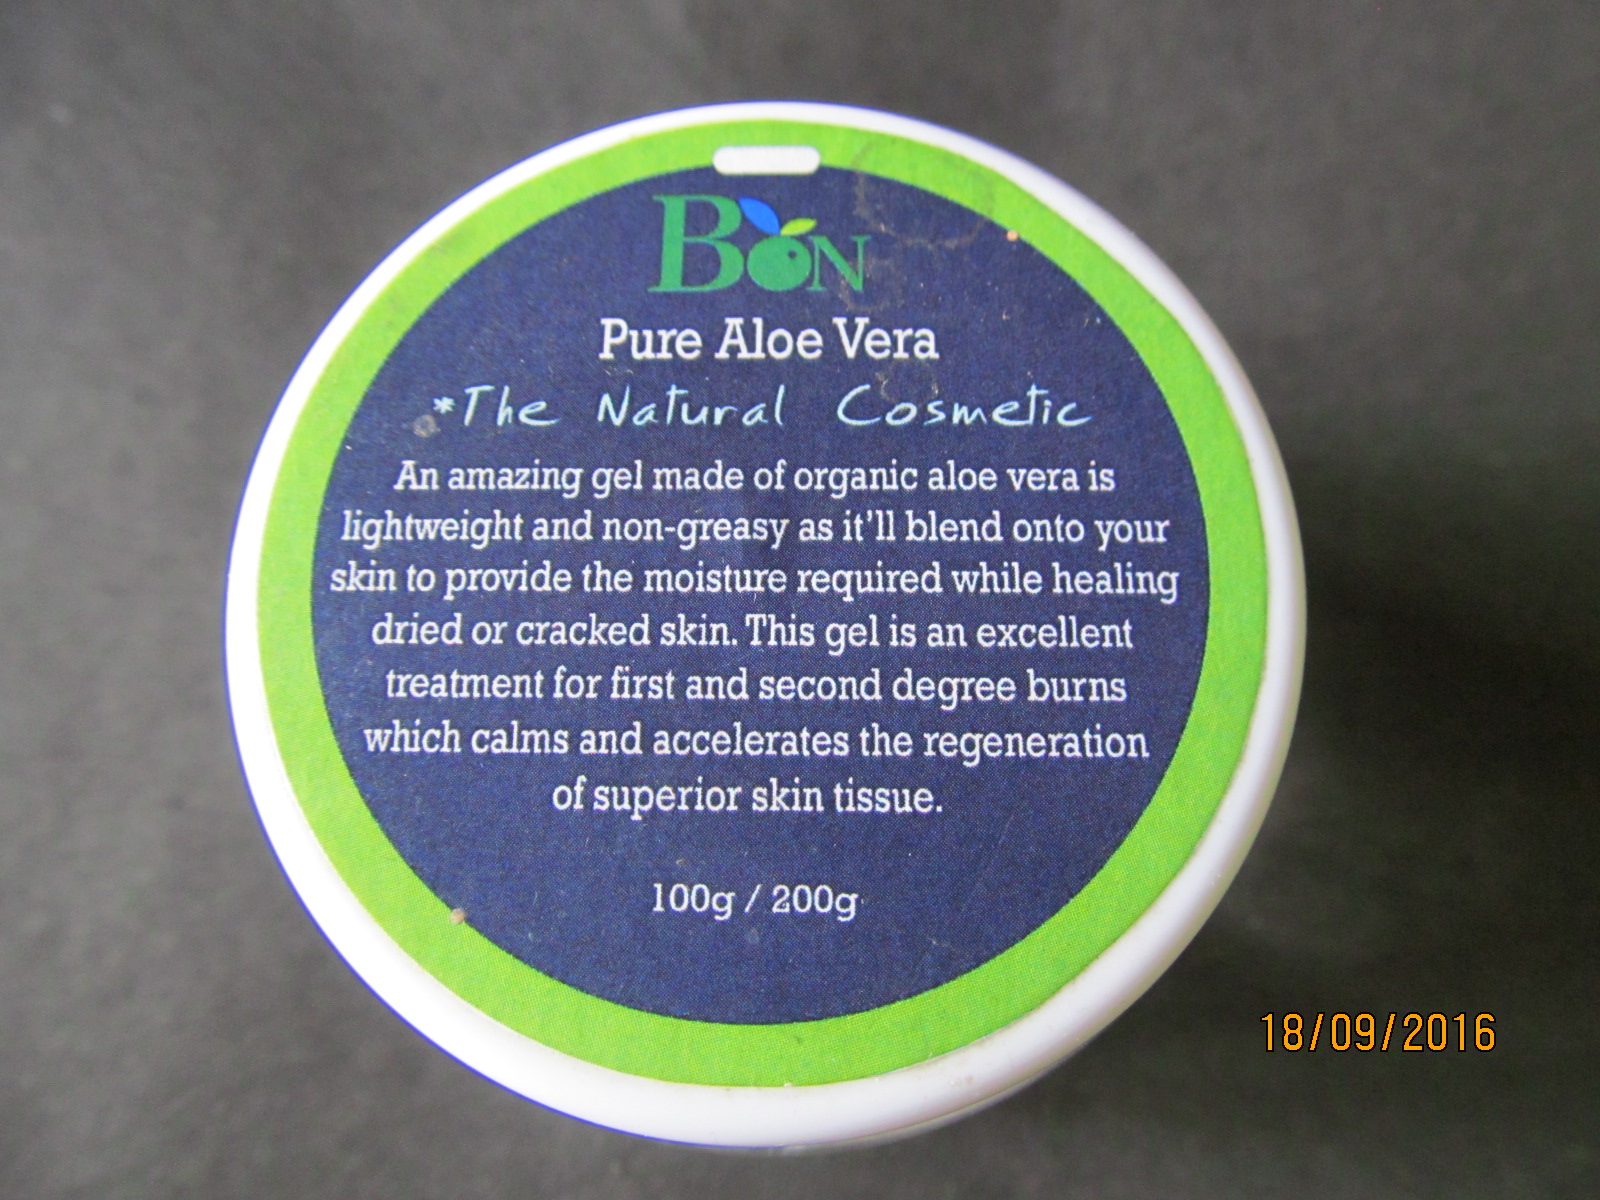 BON
Pure Aloe Vera
*The Natural Cosmetic
An amazing gel made of organic aloe vera is
lightweight and non-greasy as it'll blend onto your
skin to provide the moisture required while healing
dried or cracked skin. This gel is an excellent
treatment for first and second degree burns
which calms and accelerates the regeneration
of superior skin tissue.
100g / 200g
18/09/2016